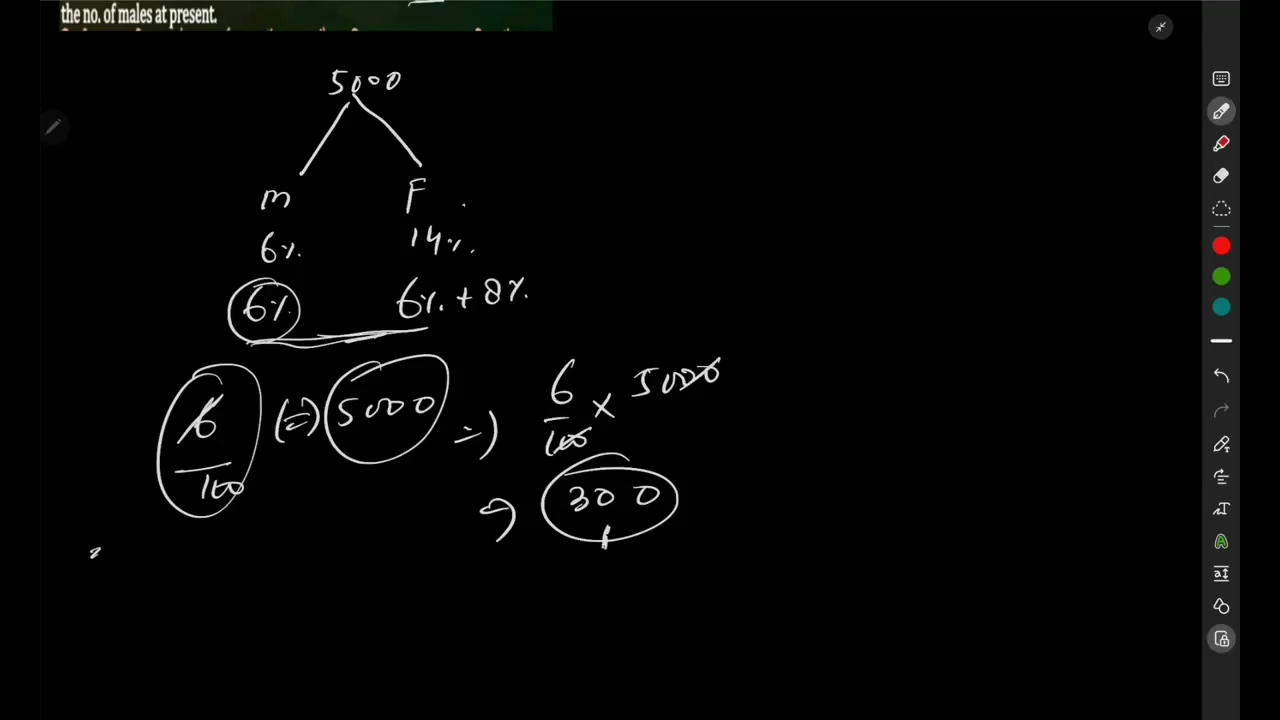 the no. of males at present.
5000
m F
6% 14%.
6% 6% + 8%.
6/100 (=) 5000 =) 6/100 × 5000
=> 300